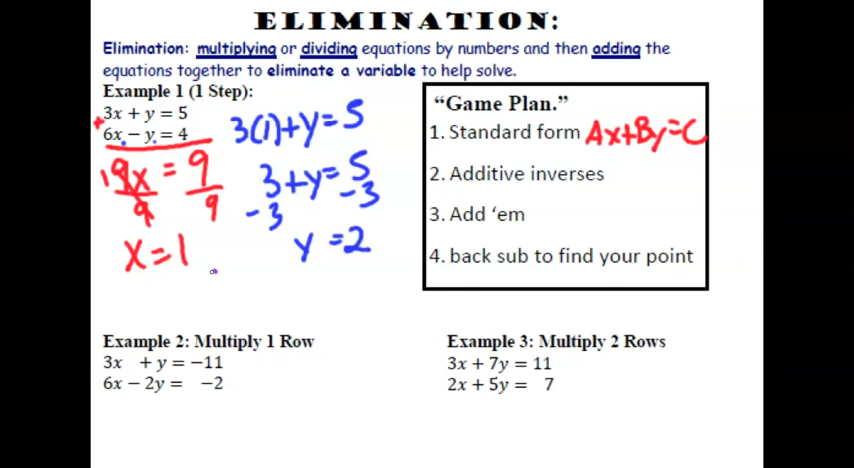 ELIMINATION:
Elimination: multiplying or dividing equations by numbers and then adding the
equations together to eliminate a variable to help solve.
Example 1 (1 Step):
3x + y = 5
+ 6x - y = 4
9x = 9
9 9
x = 1
3(1)+y=5
3+y=5
-3 -3
y = 2
"Game Plan."
1. Standard form Ax+By=C
2. Additive inverses
3. Add 'em
4. back sub to find your point
Example 2: Multiply 1 Row
3x + y = −11
6x − 2y = −2
Example 3: Multiply 2 Rows
3x + 7y = 11
2x + 5y = 7